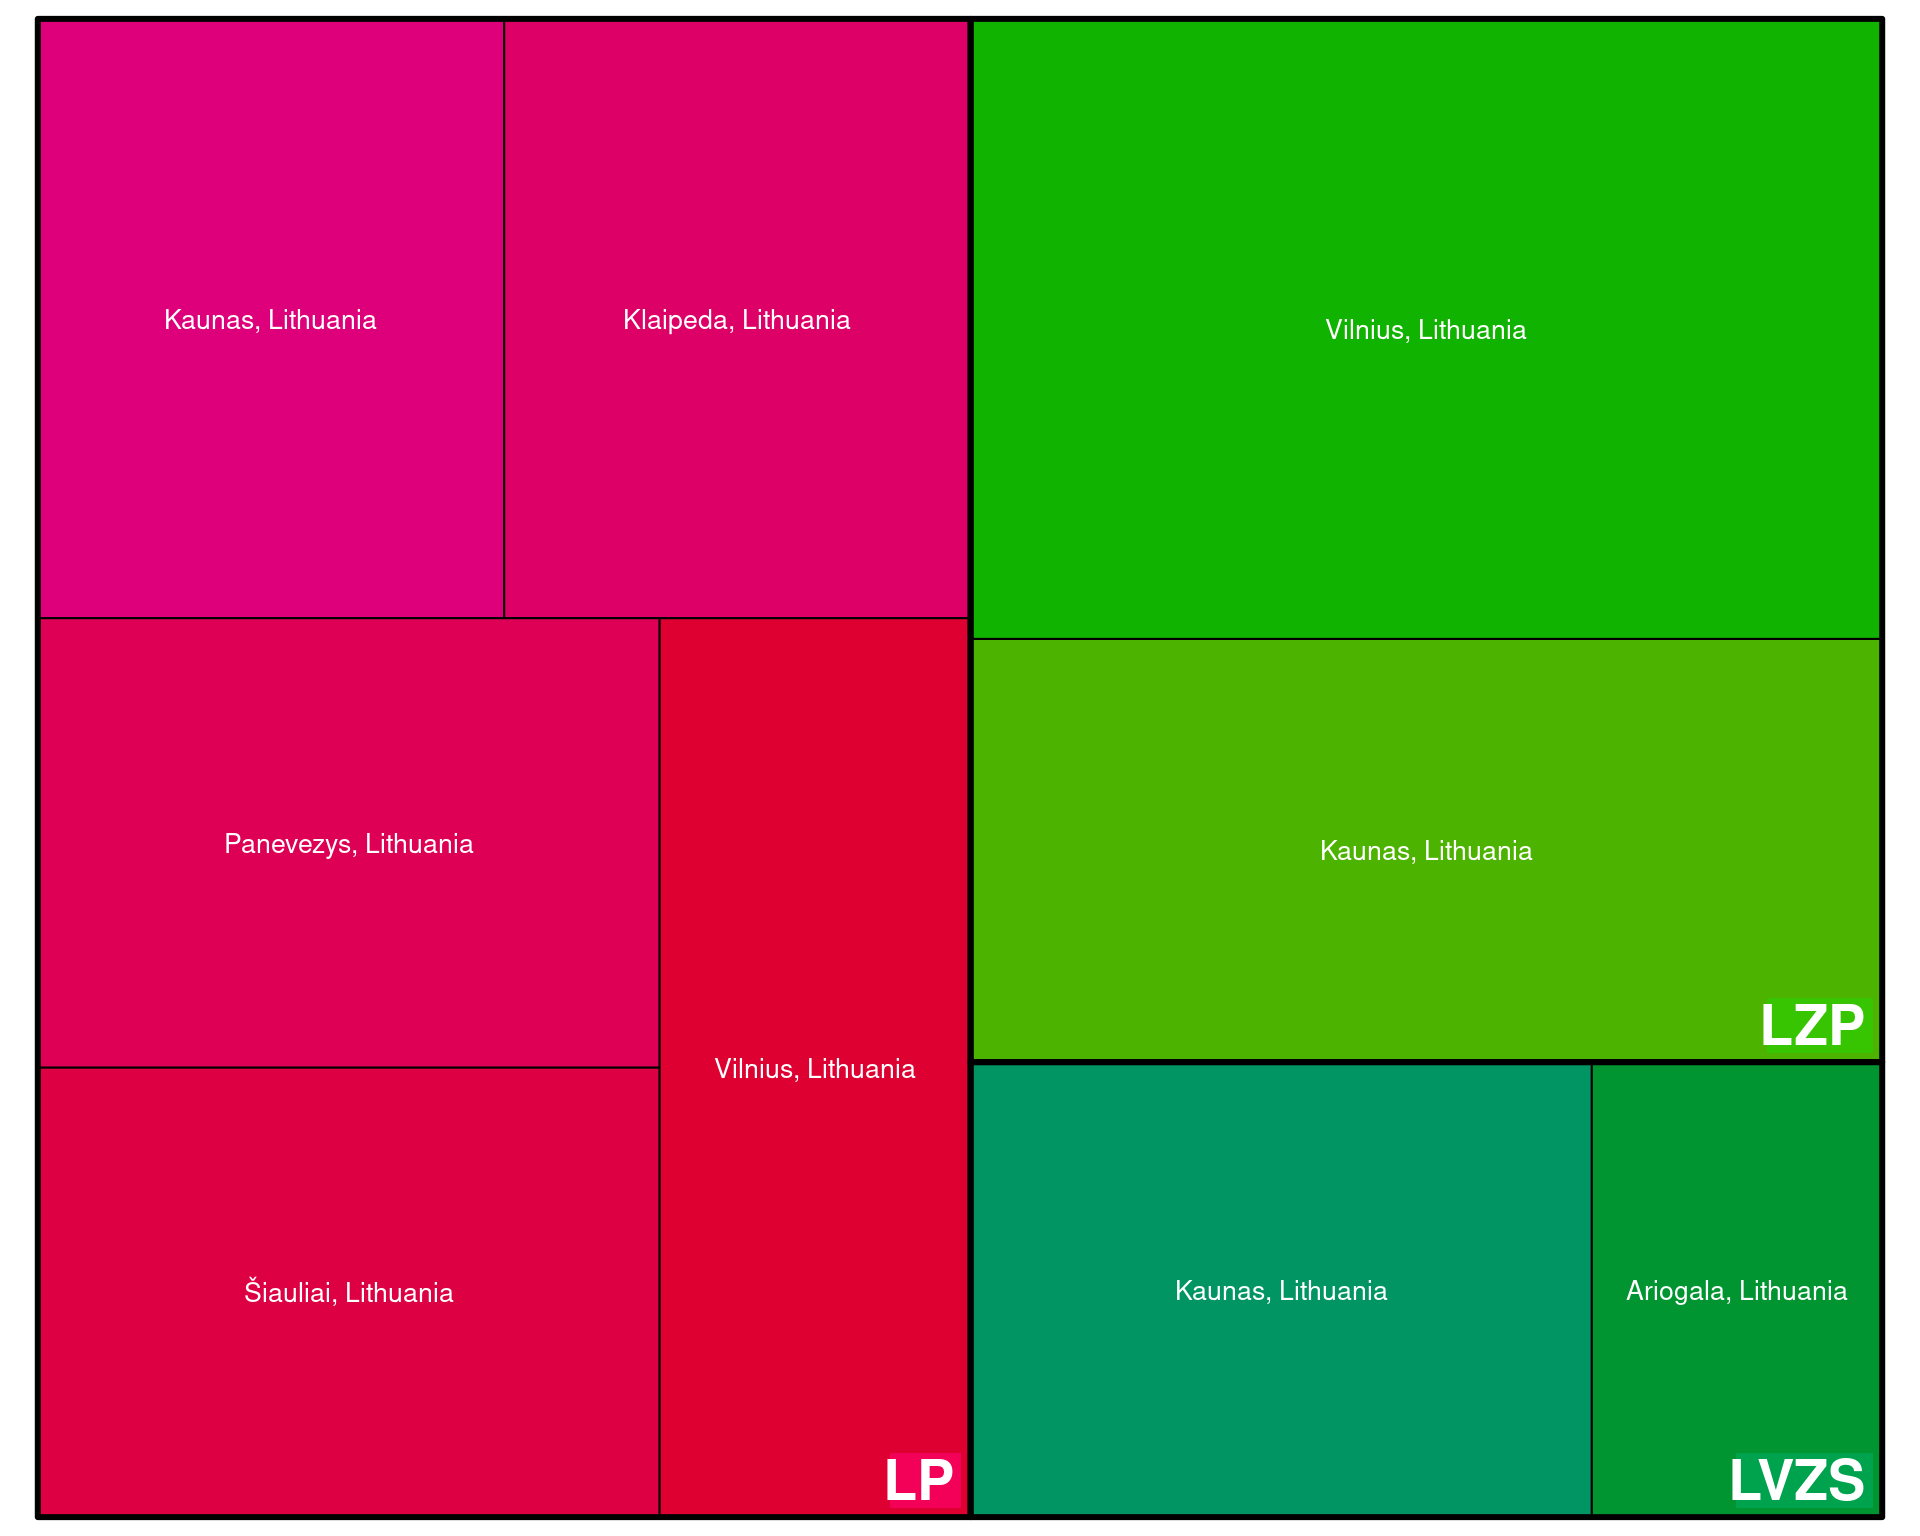 Kaunas, Lithuania
Klaipeda, Lithuania
Panevezys, Lithuania
Šiauliai, Lithuania
Vilnius, Lithuania
LP
Vilnius, Lithuania
Kaunas, Lithuania
LZP
Kaunas, Lithuania
Ariogala, Lithuania
LVZS